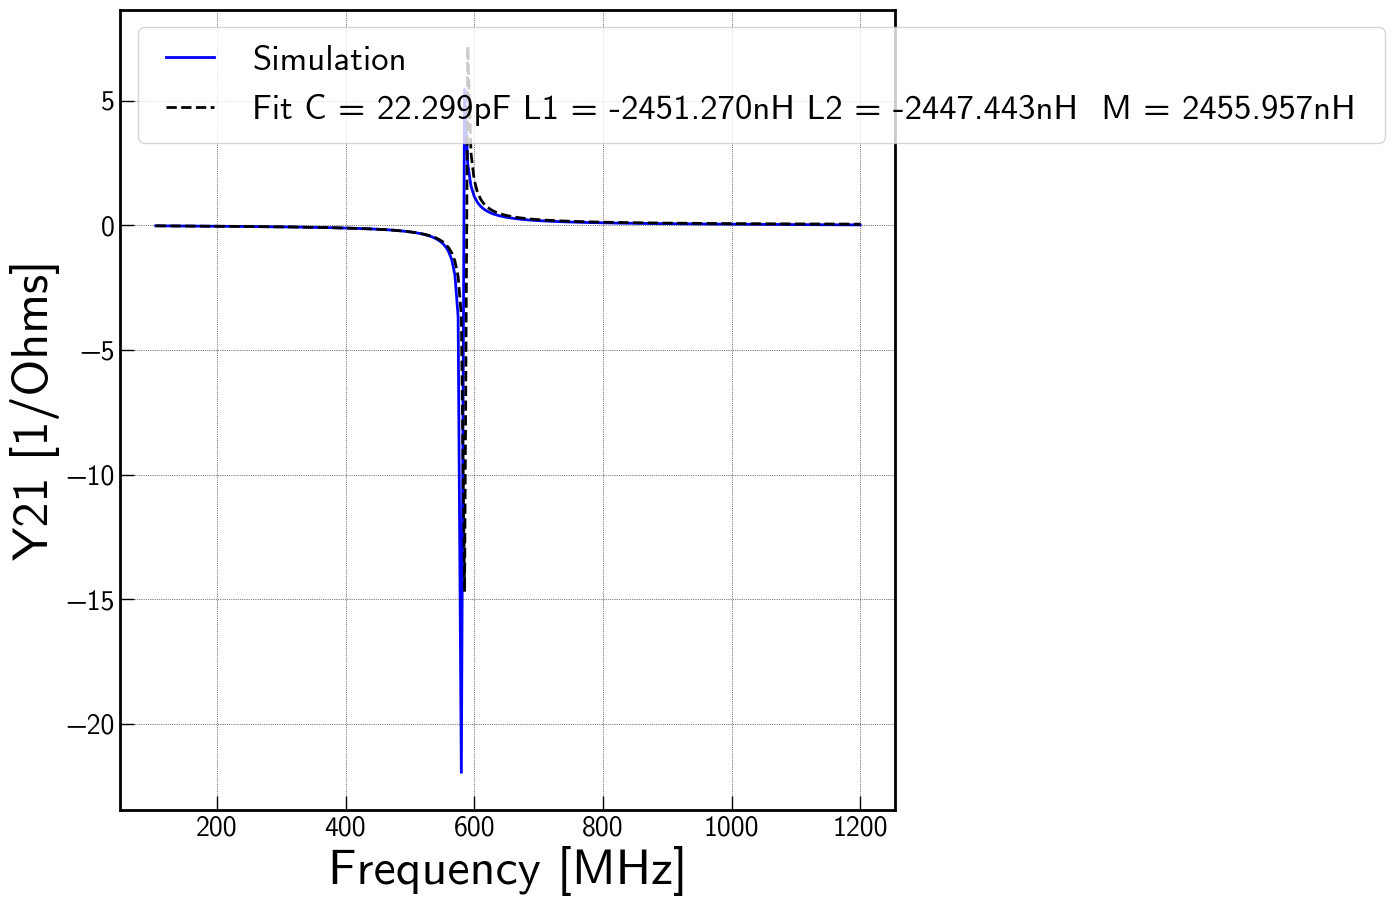 Simulation
Fit C = 22.299pF L1 = -2451.270nH L2 = -2447.443nH M = 2455.957nH
5
0
−5
−10
−15
−20
Y21 [1/Ohms]
200 400 600 800 1000 1200
Frequency [MHz]